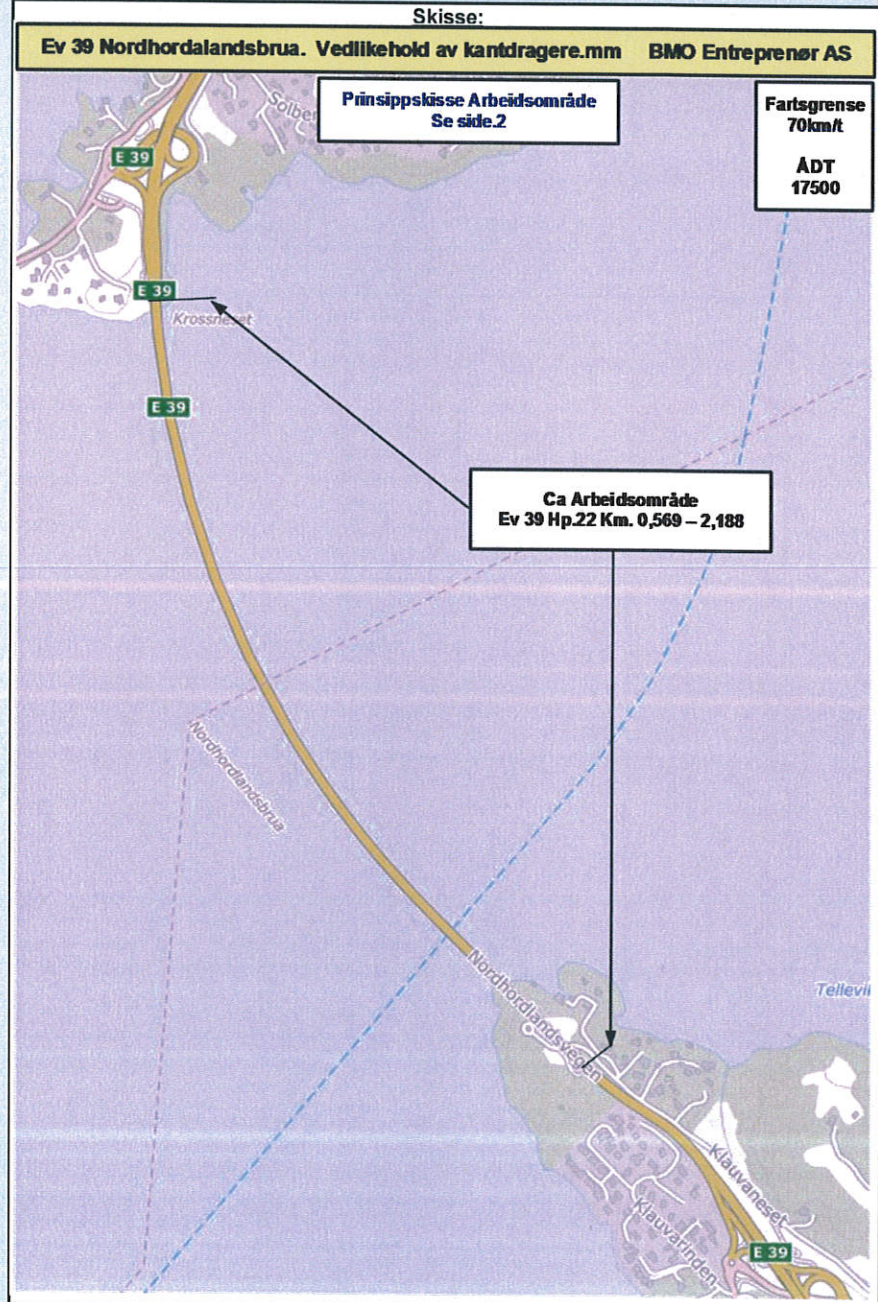 Skisse:
Ev 39 Nordhordalandsbrua. Vedlikehold av kantdragere.mm BMO Entreprenør AS
Prinsippskisse Arbeidsområde
Se side.2
Fartsgrense
70km/t
ÅDT
17500
E 39
E 39
Krossneset
E 39
Ca Arbeidsområde
Ev 39 Hp.22 Km. 0,569 – 2,188
Nordhordlandsbrua
Nordhordlandsvegen
Klauvaneset
Klauvarinden
E 39